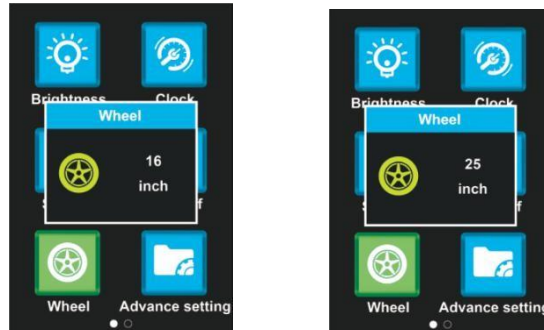 Brightness
Clock
Wheel
16
inch
Wheel
Advance setting
Brightness
Clock
Wheel
25
inch
Wheel
Advance setting